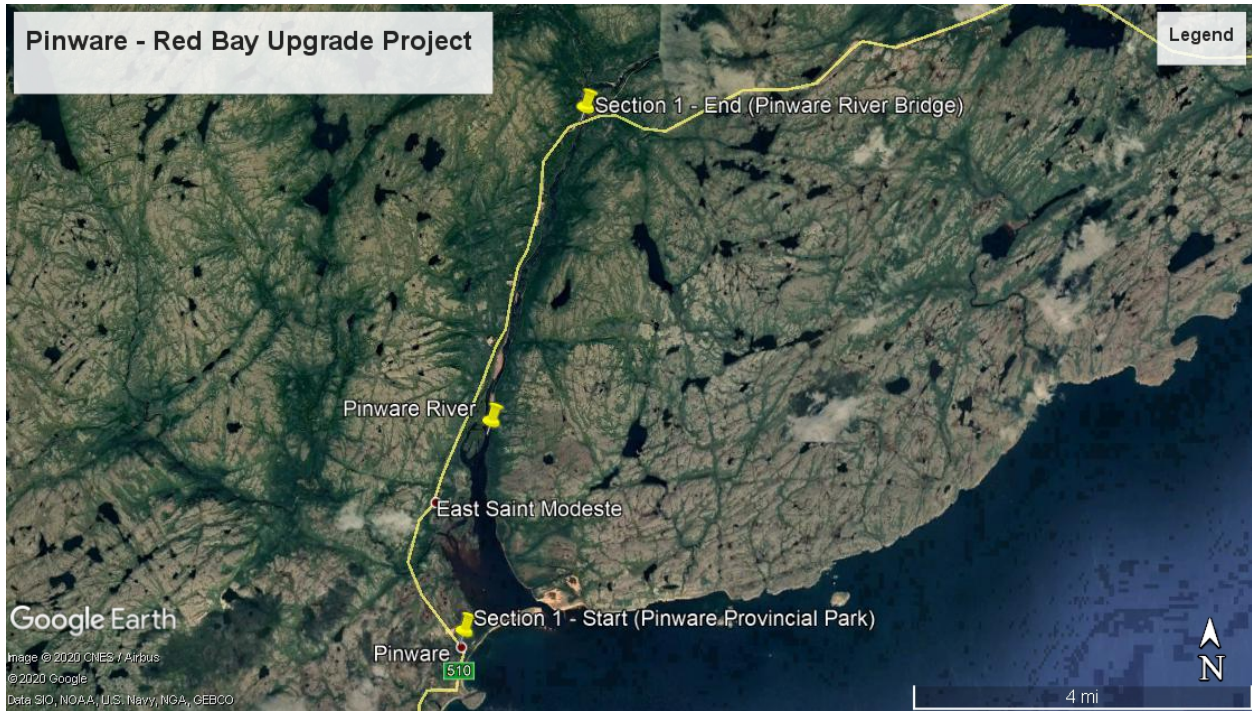 Pinware - Red Bay Upgrade Project
Legend
Section 1 - End (Pinware River Bridge)
Pinware River
East Saint Modeste
Section 1 - Start (Pinware Provincial Park)
Pinware
510
Google Earth
Image © 2020 CNES / Airbus
©2020 Google
Data SIO, NOAA, U.S. Navy, NGA, GEBCO
4 mi
N